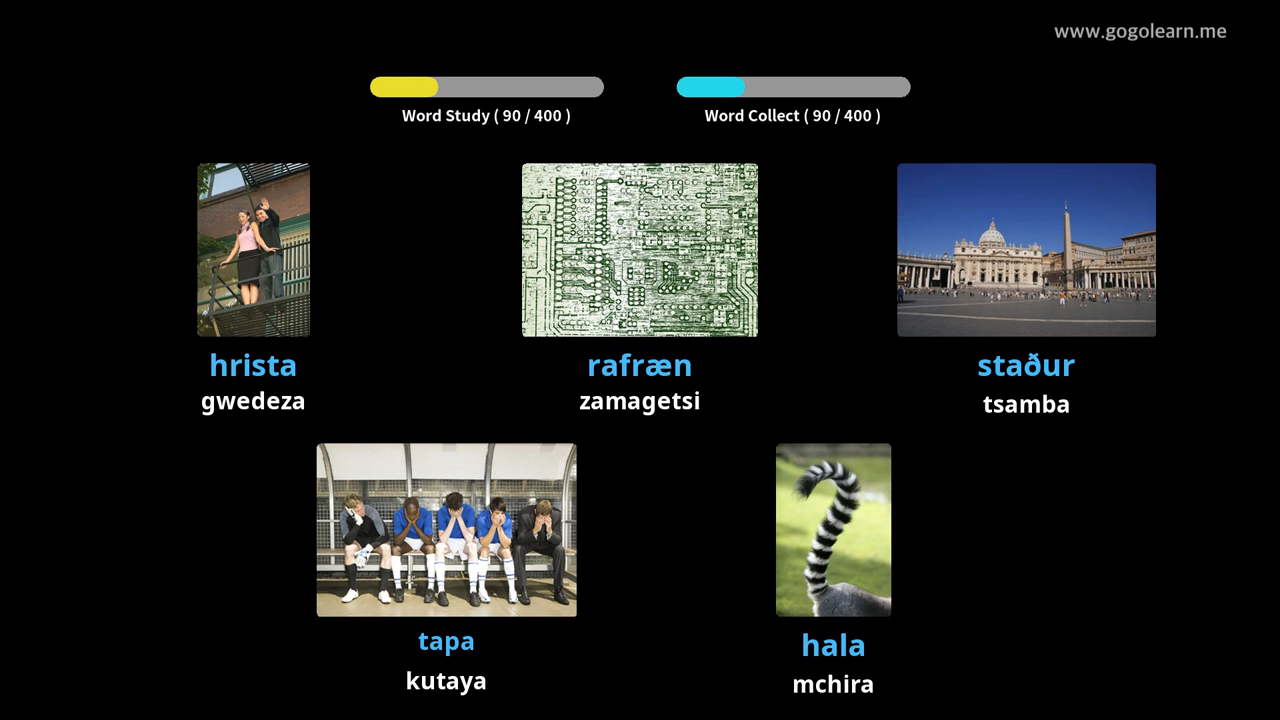 www.gogolearn.me
Word Study ( 90 / 400 )
Word Collect ( 90 / 400 )
hrista
gwedeza
rafræn
zamagetsi
staður
tsamba
tapa
kutaya
hala
mchira